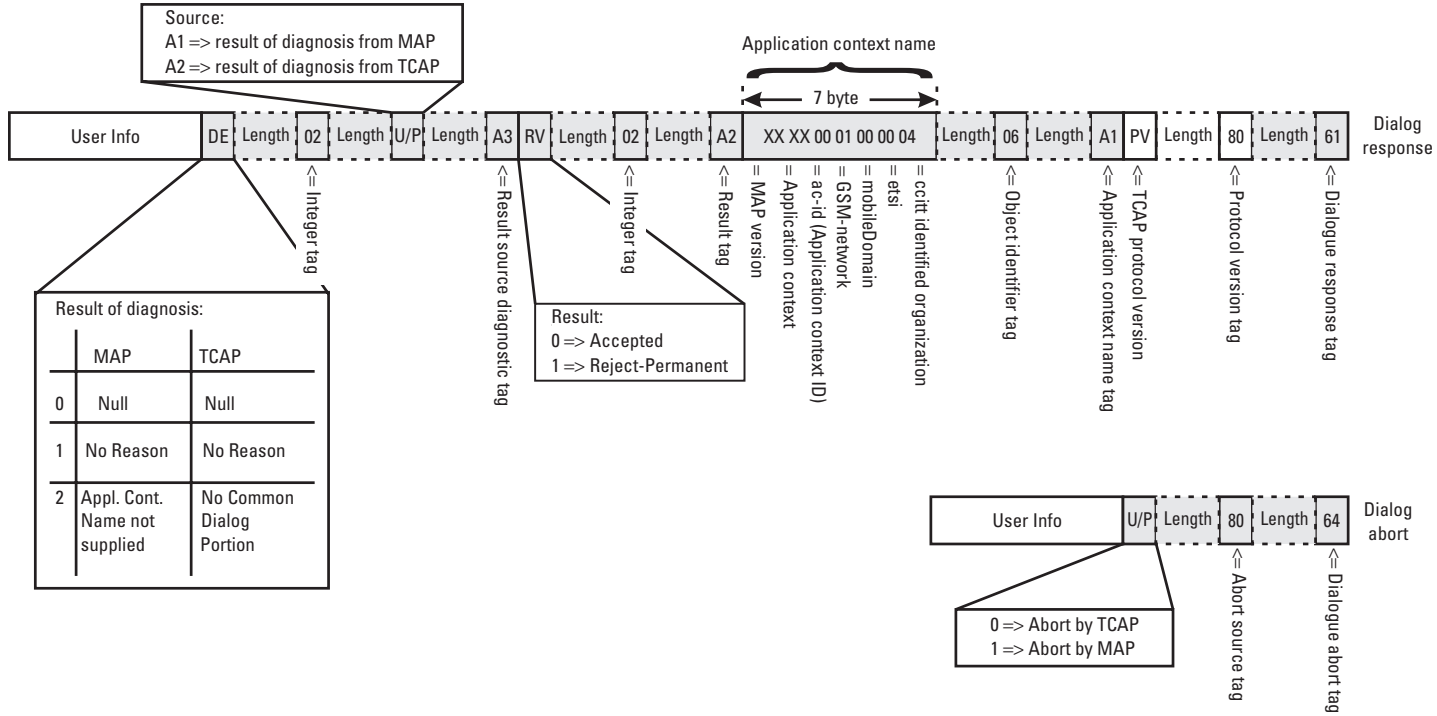 Source:
A1 => result of diagnosis from MAP
A2 => result of diagnosis from TCAP
Application context name
7 byte
User Info DE Length 02 Length U/P Length A3 RV Length 02 Length A2 XX XX 00 01 00 00 04 Length 06 Length A1 PV Length 80 Length 61
Dialog
response
<= Integer tag
<= Result source diagnostic tag
<= Integer tag
<= Result tag
= MAP version
= Application context
= ac-id (Application context ID)
= GSM-network
= mobileDomain
= etsi
= ccitt identified organization
<= Object identifier tag
<= Application context name tag
<= TCAP protocol version
<= Protocol version tag
<= Dialogue response tag
Result of diagnosis:
MAP TCAP
0 Null Null
1 No Reason No Reason
2 Appl. Cont. No Common
Name not Dialog
supplied Portion
Result:
0 => Accepted
1 => Reject-Permanent
User Info U/P Length 80 Length 64
Dialog
abort
0 => Abort by TCAP
1 => Abort by MAP
<= Abort source tag
<= Dialogue abort tag